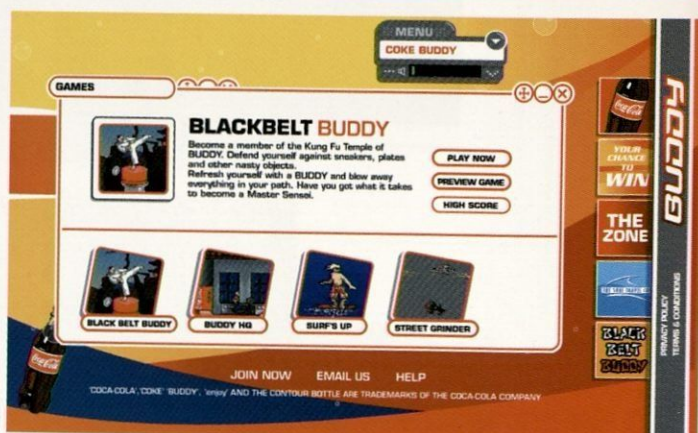 MENU
COKE BUDDY
GAMES
BLACKBELT BUDDY
Become a member of the Kung Fu Temple of
BUDDY. Defend yourself against sneakers, plates
and other nasty objects.
Refresh yourself with a BUDDY and blow away
everything in your path. Have you got what it takes
to become a Master Sensei.
PLAY NOW
PREVIEW GAME
HIGH SCORE
BLACK BELT BUDDY
BUDDY HQ
SURF'S UP
STREET GRINDER
JOIN NOW EMAIL US HELP
'COCA-COLA', 'COKE' 'BUDDY', 'enjoy' AND THE CONTOUR BOTTLE ARE TRADEMARKS OF THE COCA-COLA COMPANY
Coca-Cola
Coca-Cola
YOUR
CHANCE
TO
WIN
THE
ZONE
BLACK
BELT
BUDDY
BUDDY
PRIVACY POLICY
TERMS & CONDITIONS